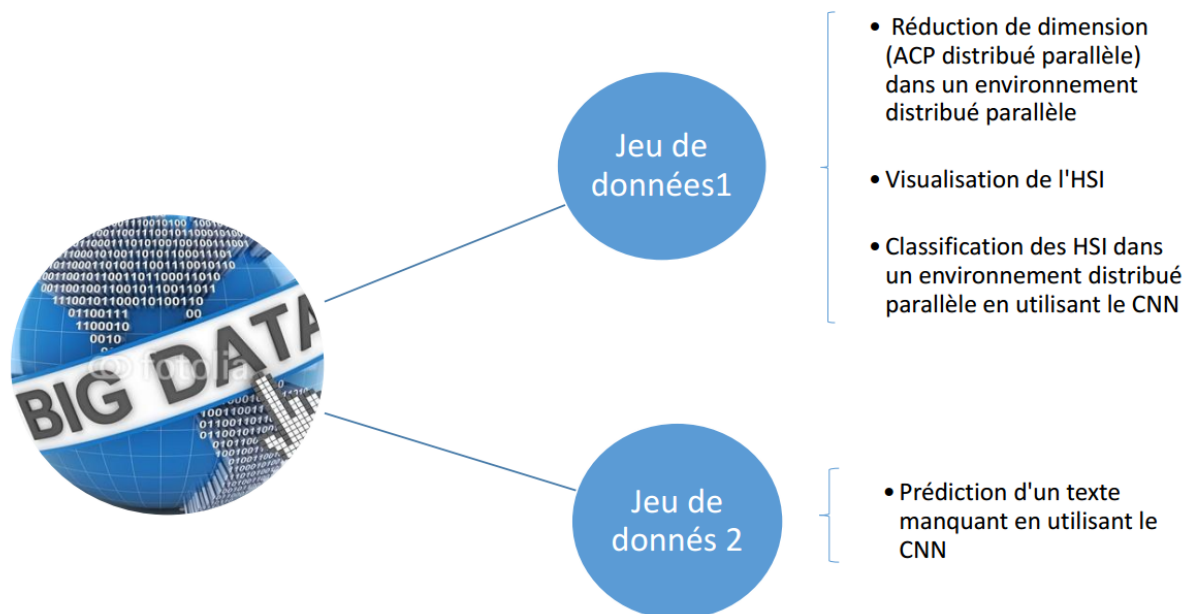 BIG DATA
fotolia
Jeu de
données1
• Réduction de dimension
(ACP distribué parallèle)
dans un environnement
distribué parallèle
• Visualisation de l'HSI
• Classification des HSI dans
un environnement distribué
parallèle en utilisant le CNN
Jeu de
donnés 2
• Prédiction d'un texte
manquant en utilisant le
CNN